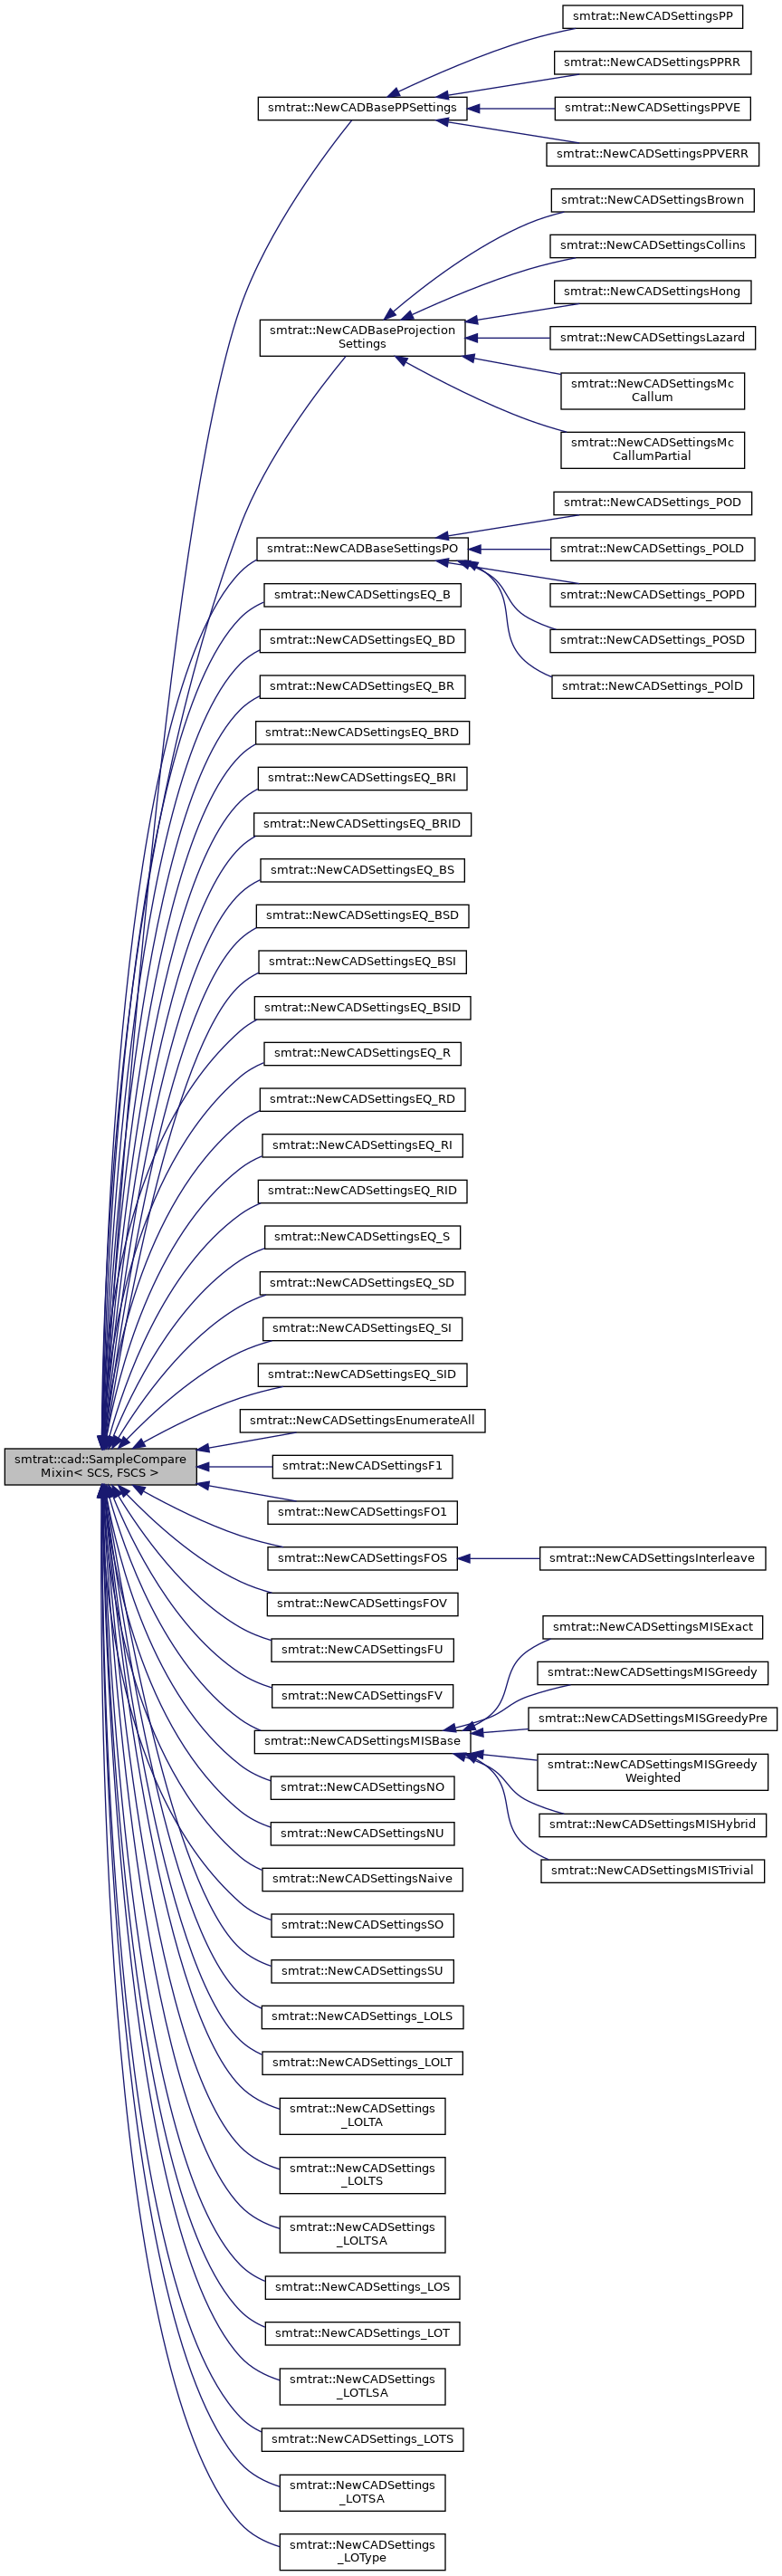 smtrat::NewCADSettingsPP
smtrat::NewCADSettingsPPRR
smtrat::NewCADBasePPSettings
smtrat::NewCADSettingsPPVE
smtrat::NewCADSettingsPPVERR
smtrat::NewCADSettingsBrown
smtrat::NewCADSettingsCollins
smtrat::NewCADSettingsHong
smtrat::NewCADBaseProjection
Settings
smtrat::NewCADSettingsLazard
smtrat::NewCADSettingsMc
Callum
smtrat::NewCADSettingsMc
CallumPartial
smtrat::NewCADSettings_POD
smtrat::NewCADBaseSettingsPO
smtrat::NewCADSettings_POLD
smtrat::NewCADSettingsEQ_B
smtrat::NewCADSettings_POPD
smtrat::NewCADSettingsEQ_BD
smtrat::NewCADSettings_POSD
smtrat::NewCADSettingsEQ_BR
smtrat::NewCADSettings_POlD
smtrat::NewCADSettingsEQ_BRD
smtrat::NewCADSettingsEQ_BRI
smtrat::NewCADSettingsEQ_BRID
smtrat::NewCADSettingsEQ_BS
smtrat::NewCADSettingsEQ_BSD
smtrat::NewCADSettingsEQ_BSI
smtrat::NewCADSettingsEQ_BSID
smtrat::NewCADSettingsEQ_R
smtrat::NewCADSettingsEQ_RD
smtrat::NewCADSettingsEQ_RI
smtrat::NewCADSettingsEQ_RID
smtrat::NewCADSettingsEQ_S
smtrat::NewCADSettingsEQ_SD
smtrat::NewCADSettingsEQ_SI
smtrat::NewCADSettingsEQ_SID
smtrat::NewCADSettingsEnumerateAll
smtrat::cad::SampleCompare
Mixin< SCS, FSCS >
smtrat::NewCADSettingsF1
smtrat::NewCADSettingsFO1
smtrat::NewCADSettingsFOS
smtrat::NewCADSettingsInterleave
smtrat::NewCADSettingsFOV
smtrat::NewCADSettingsMISExact
smtrat::NewCADSettingsFU
smtrat::NewCADSettingsMISGreedy
smtrat::NewCADSettingsFV
smtrat::NewCADSettingsMISGreedyPre
smtrat::NewCADSettingsMISBase
smtrat::NewCADSettingsMISGreedy
Weighted
smtrat::NewCADSettingsNO
smtrat::NewCADSettingsMISHybrid
smtrat::NewCADSettingsNU
smtrat::NewCADSettingsMISTrivial
smtrat::NewCADSettingsNaive
smtrat::NewCADSettingsSO
smtrat::NewCADSettingsSU
smtrat::NewCADSettings_LOLS
smtrat::NewCADSettings_LOLT
smtrat::NewCADSettings
_LOLTA
smtrat::NewCADSettings
_LOLTS
smtrat::NewCADSettings
_LOLTSA
smtrat::NewCADSettings_LOS
smtrat::NewCADSettings_LOT
smtrat::NewCADSettings
_LOTLSA
smtrat::NewCADSettings_LOTS
smtrat::NewCADSettings
_LOTSA
smtrat::NewCADSettings
_LOType